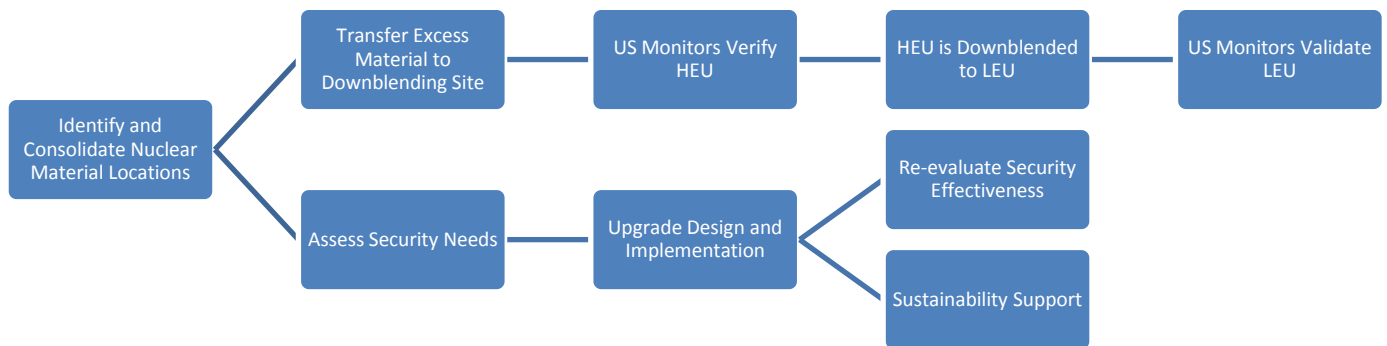 Transfer Excess
Material to
Downblending Site
US Monitors Verify
HEU
HEU is Downblended
to LEU
US Monitors Validate
LEU
Identify and
Consolidate Nuclear
Material Locations
Re-evaluate Security
Effectiveness
Assess Security Needs
Upgrade Design and
Implementation
Sustainability Support